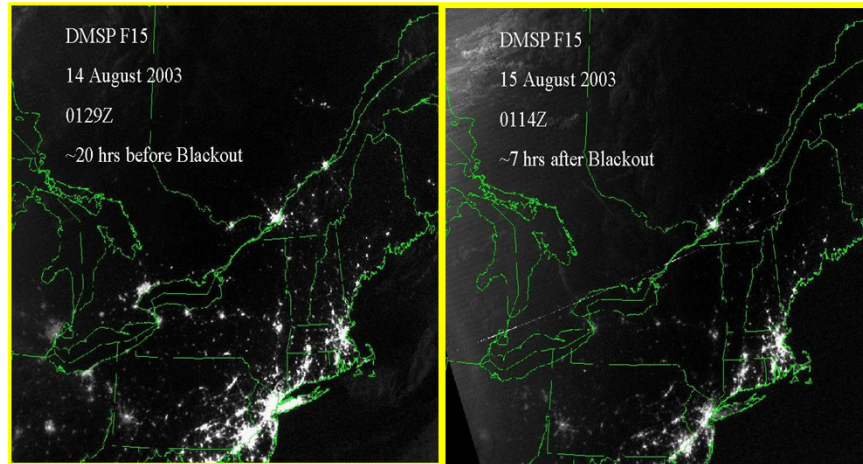 DMSP F15
14 August 2003
0129Z
~20 hrs before Blackout
DMSP F15
15 August 2003
0114Z
~7 hrs after Blackout